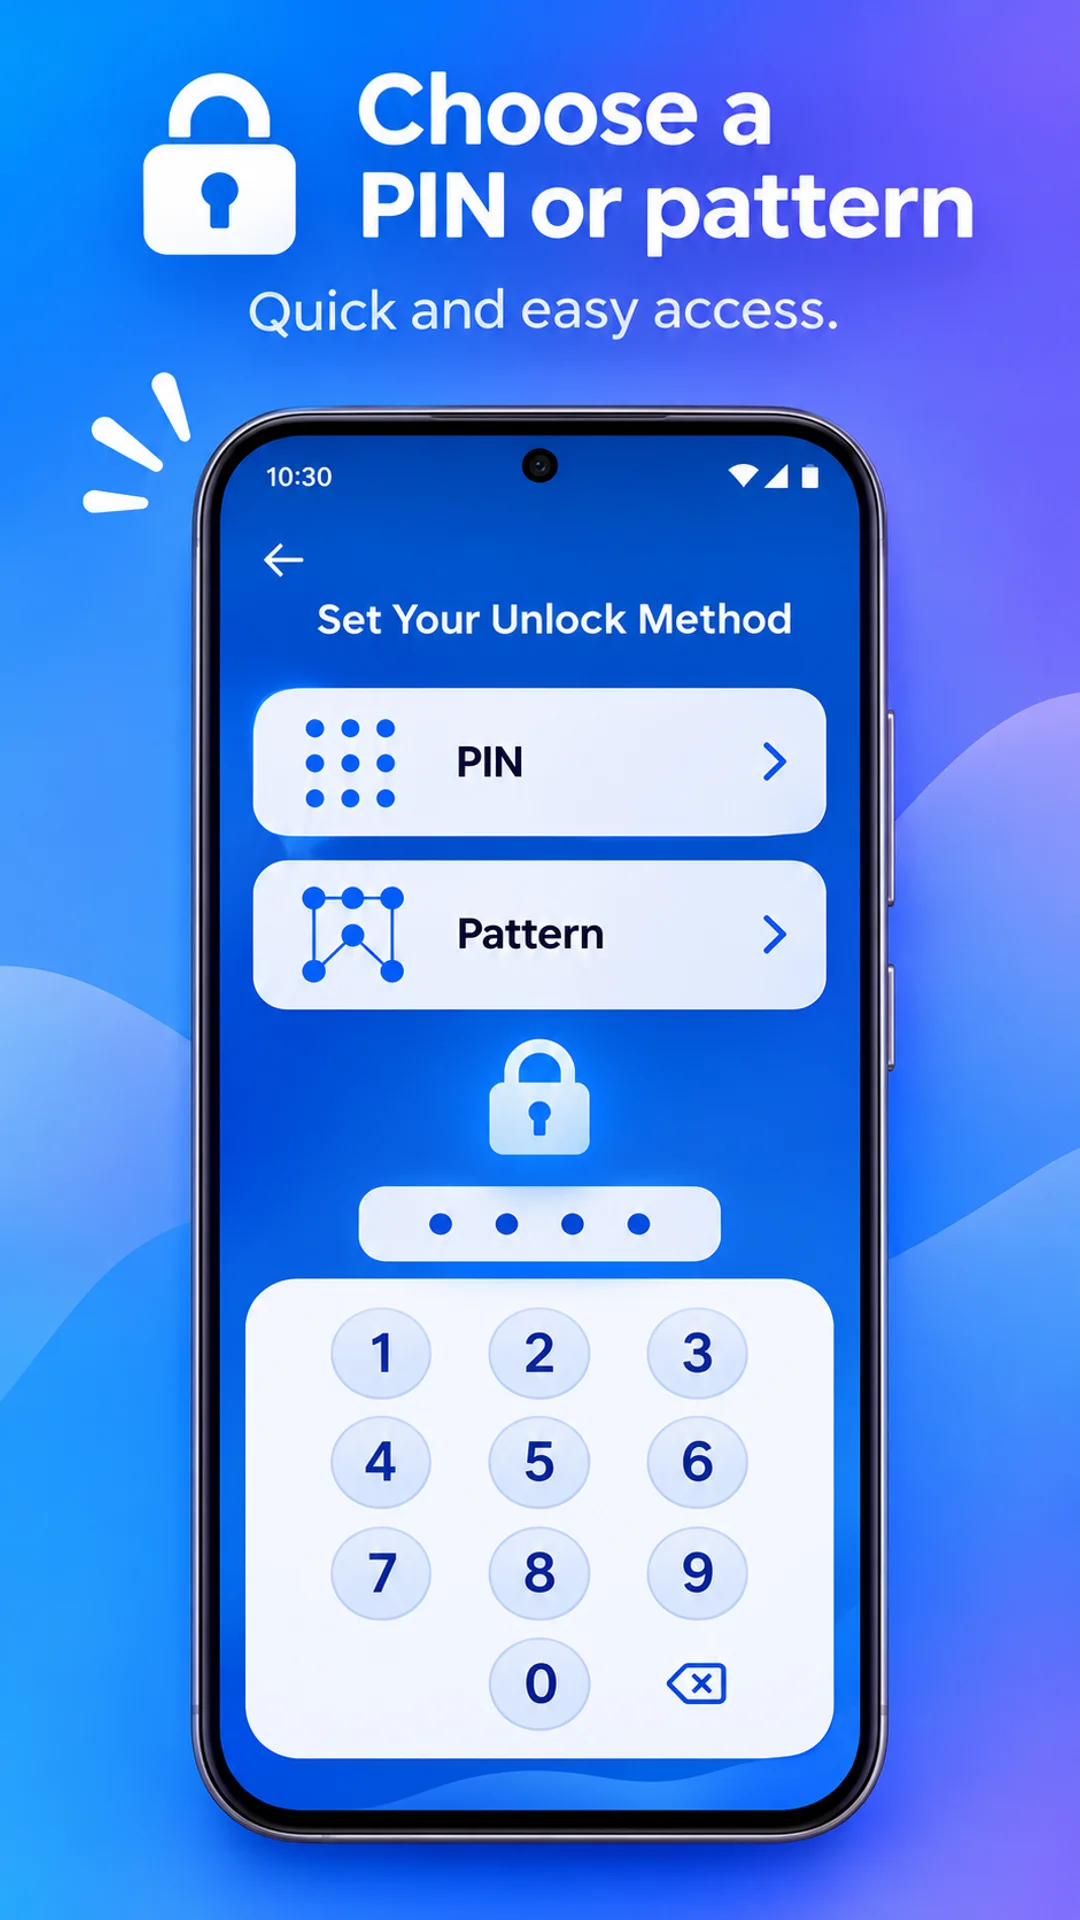 Choose a
PIN or pattern
Quick and easy access.
10:30
Set Your Unlock Method
PIN
Pattern
1 2 3
4 5 6
7 8 9
0